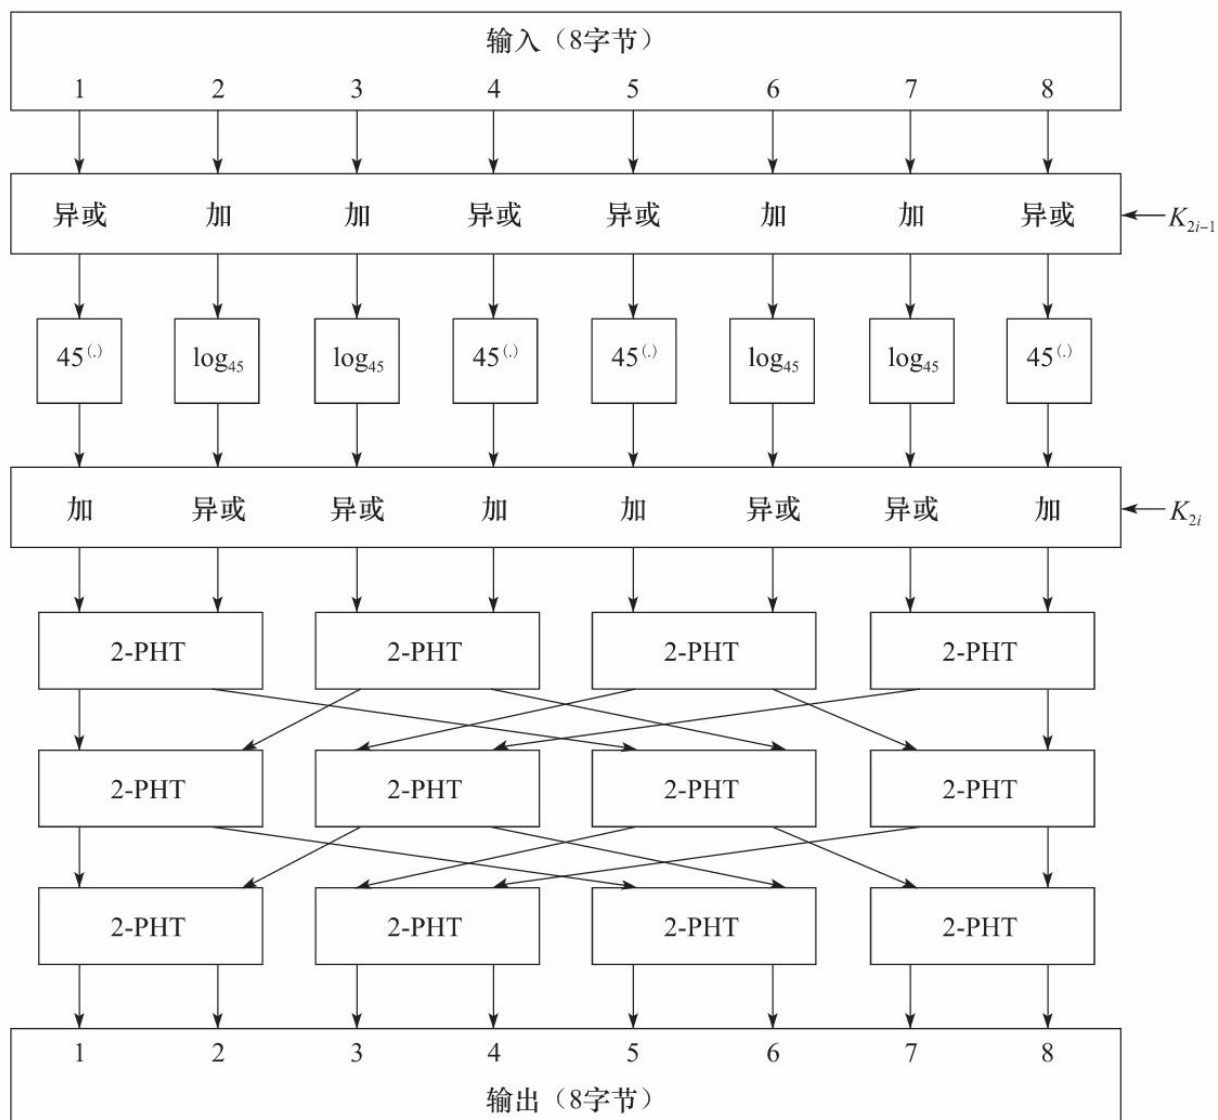 输入（8字节）
1 2 3 4 5 6 7 8
异或 加 加 异或 异或 加 加 异或 K₂ᵢ₋₁
45⁽·⁾ log₄₅ log₄₅ 45⁽·⁾ 45⁽·⁾ log₄₅ log₄₅ 45⁽·⁾
加 异或 异或 加 加 异或 异或 加 K₂ᵢ
2-PHT 2-PHT 2-PHT 2-PHT
2-PHT 2-PHT 2-PHT 2-PHT
2-PHT 2-PHT 2-PHT 2-PHT
1 2 3 4 5 6 7 8
输出（8字节）